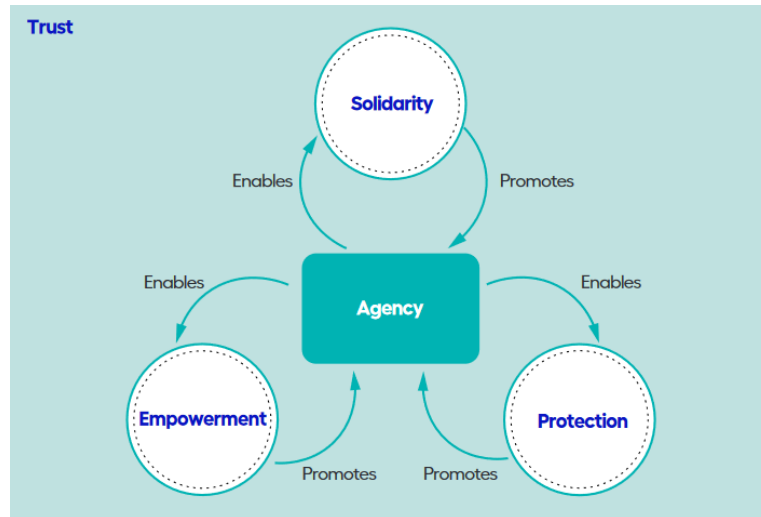 Trust
Solidarity
Enables
Promotes
Enables
Enables
Agency
Empowerment
Protection
Promotes
Promotes